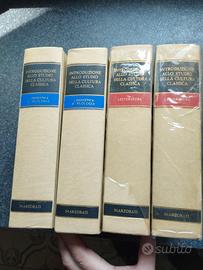 INTRODUZIONE
ALLO STUDIO
DELLA CULTURA
CLASSICA
FILOLOGIA
MARZORATI
INTRODUZIONE
ALLO STUDIO
DELLA CULTURA
CLASSICA
FILOLOGIA
MARZORATI
INTRODUZIONE
ALLO STUDIO
DELLA CULTURA
CLASSICA
LETTERATURA
MARZORATI
INTRODUZIONE
ALLO STUDIO
DELLA CULTURA
CLASSICA
MARZORATI
subito